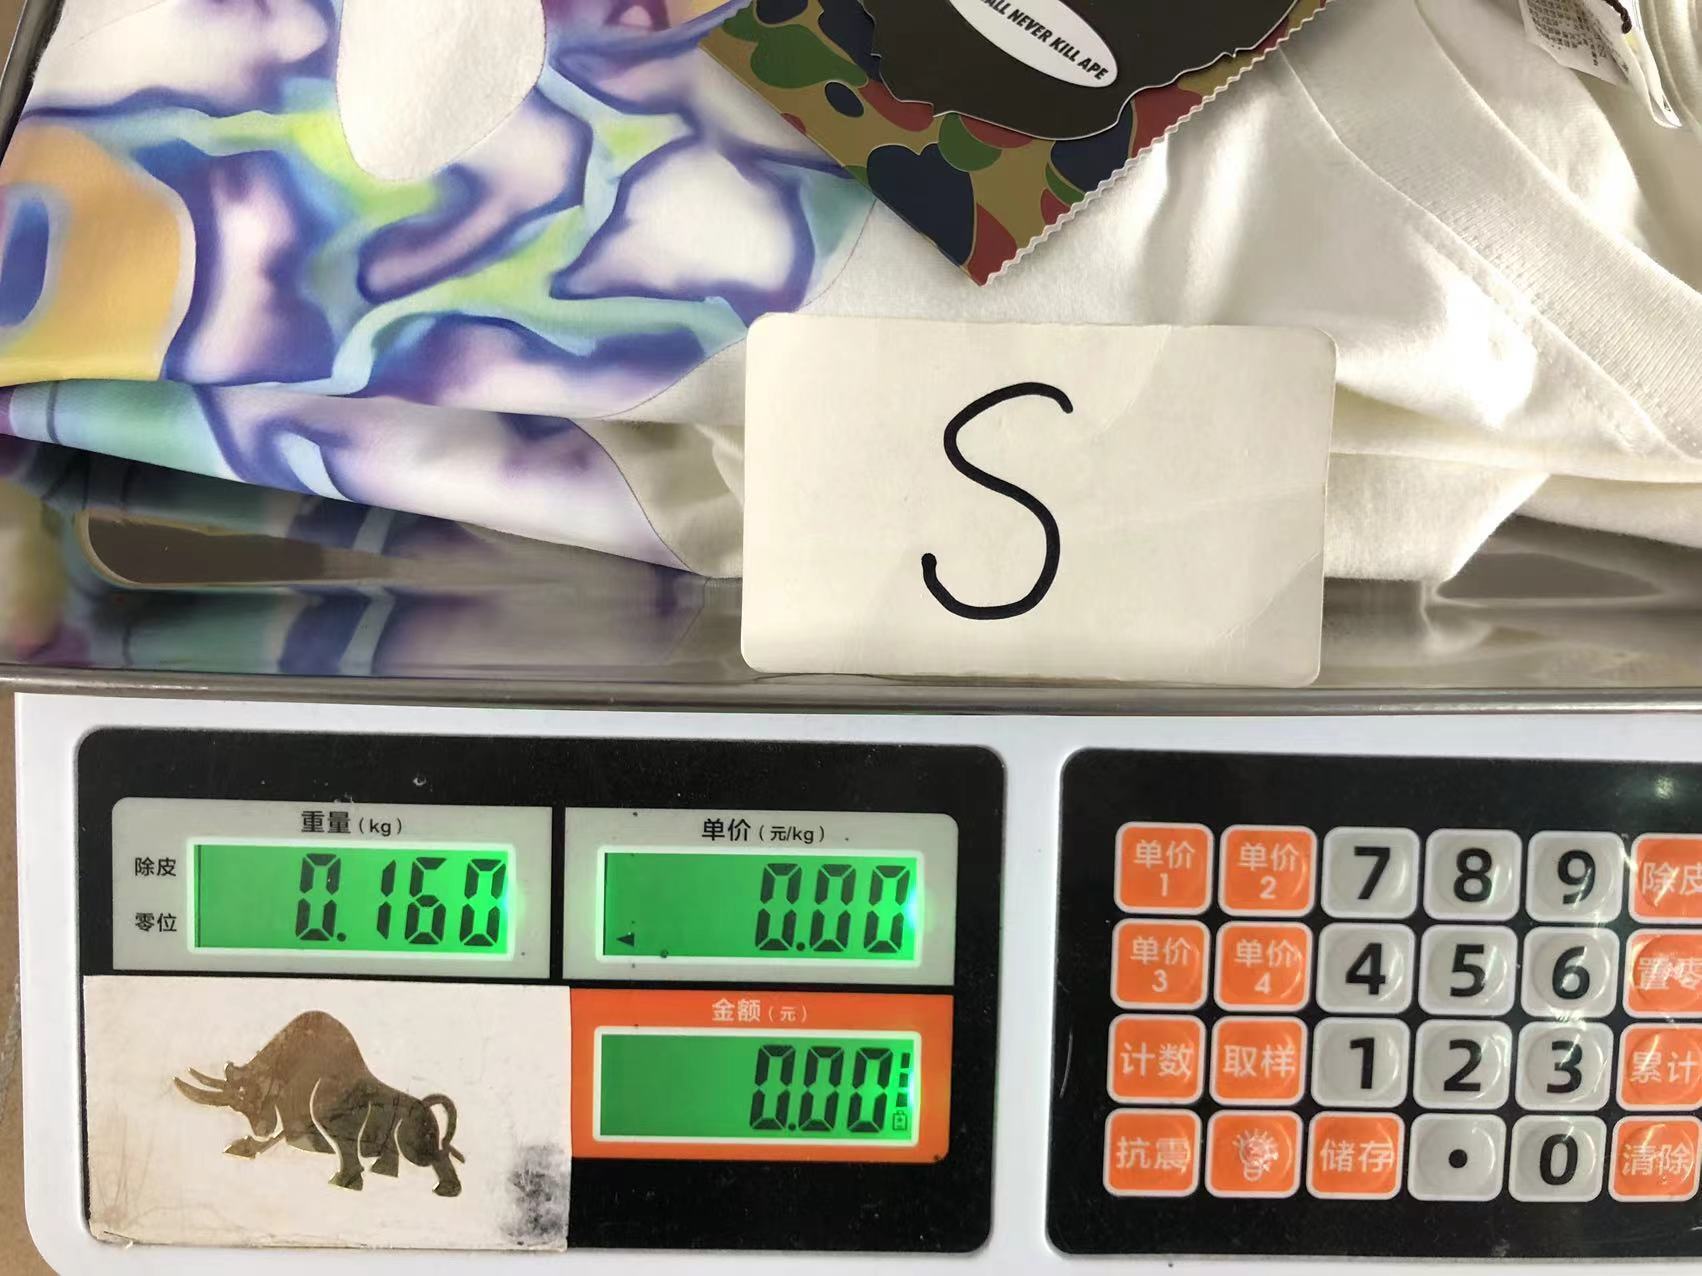 ALL NEVER KILL APE
S
重量(kg)
除皮
零位
0.160
单价(元/kg)
0.00
金额(元)
0.00
单价1 单价2 7 8 9 除皮
单价3 单价4 4 5 6 置零
计数 取样 1 2 3 累计
抗震 储存 . 0 清除